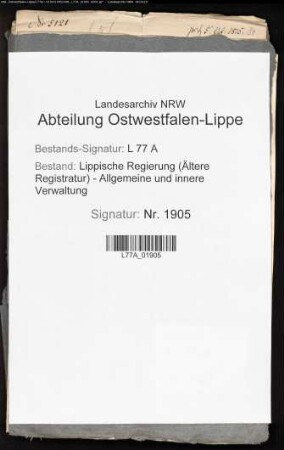 Landesarchiv NRW
Abteilung Ostwestfalen-Lippe
Bestands-Signatur: L 77 A
Bestand: Lippische Regierung (Ältere
Registratur) - Allgemeine und innere
Verwaltung
Signatur: Nr. 1905
L77A_01905